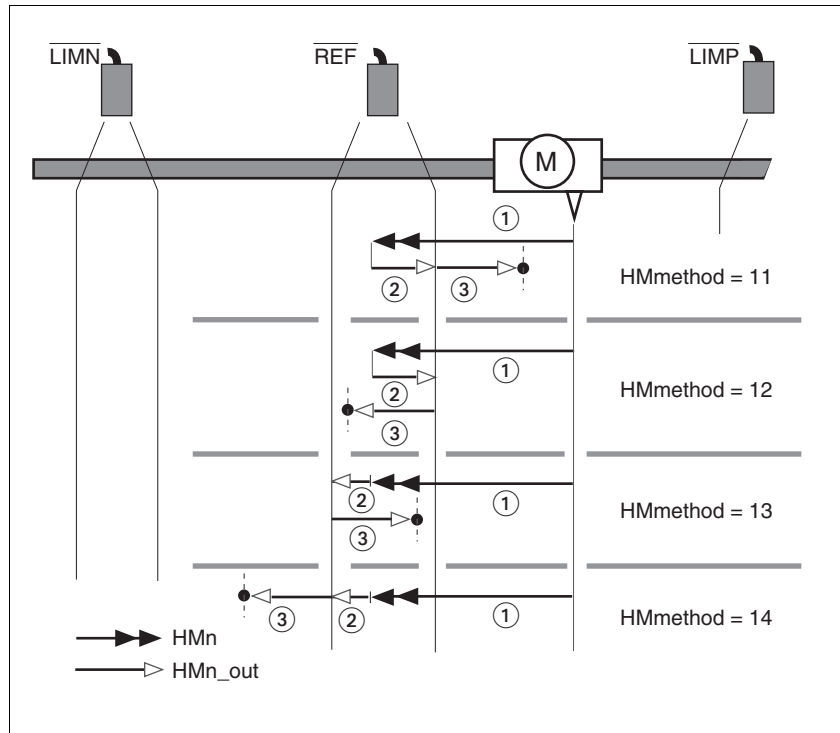 LIMN REF LIMP
M
①
② ③
HMmethod = 11
①
②
③
HMmethod = 12
②
①
③
HMmethod = 13
③ ② ①
HMmethod = 14
HMn
HMn_out